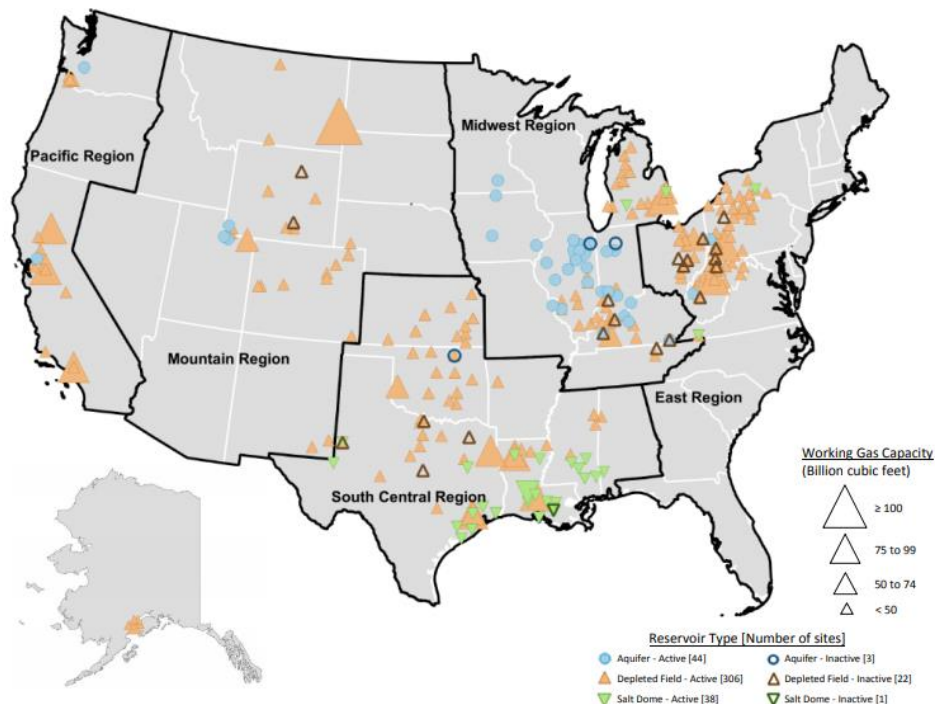 Midwest Region
Pacific Region
Mountain Region
East Region
South Central Region
Working Gas Capacity
(Billion cubic feet)
≥ 100
75 to 99
50 to 74
< 50
Reservoir Type [Number of sites]
Aquifer - Active [44]
Aquifer - Inactive [3]
Depleted Field - Active [306]
Depleted Field - Inactive [22]
Salt Dome - Active [38]
Salt Dome - Inactive [1]